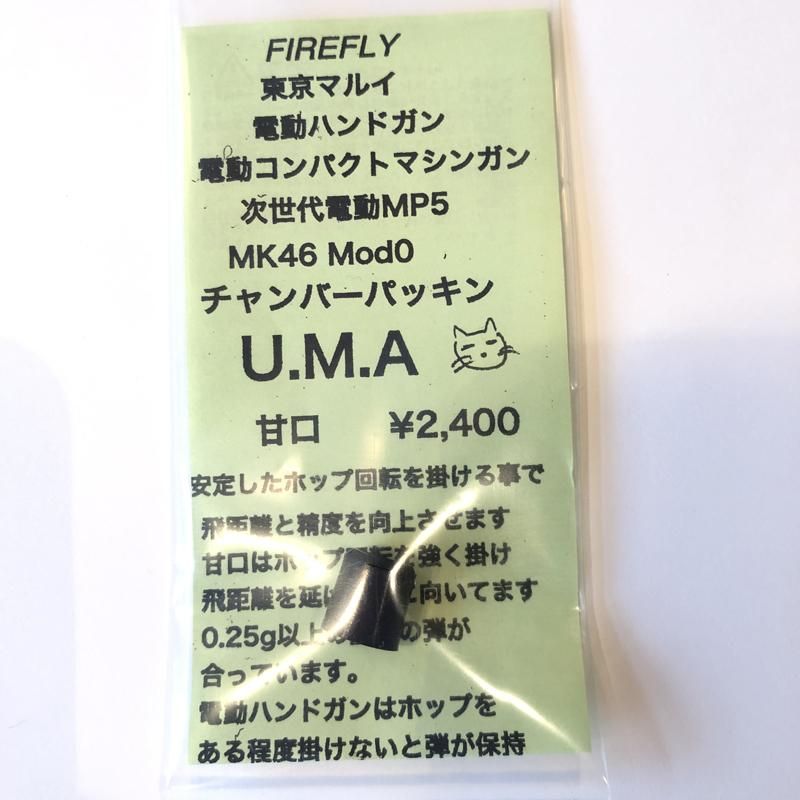 FIREFLY
東京マルイ
電動ハンドガン
電動コンパクトマシンガン
次世代電動MP5
MK46 Mod0
チャンバーパッキン
U.M.A
甘口 ¥2,400
安定したホップ回転を掛ける事で
飛距離と精度を向上させます
甘口はホップ回転を強く掛け
飛距離を延ば に向いてます
0.25g以上の の弾が
合っています。
電動ハンドガンはホップを
ある程度掛けないと弾が保持